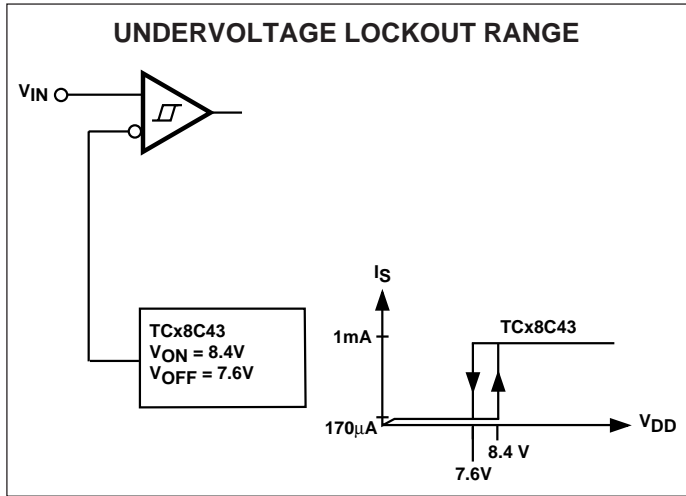 UNDERVOLTAGE LOCKOUT RANGE
VIN
TCx8C43
VON = 8.4V
VOFF = 7.6V
IS
1mA
TCx8C43
170µA
VDD
8.4 V
7.6V